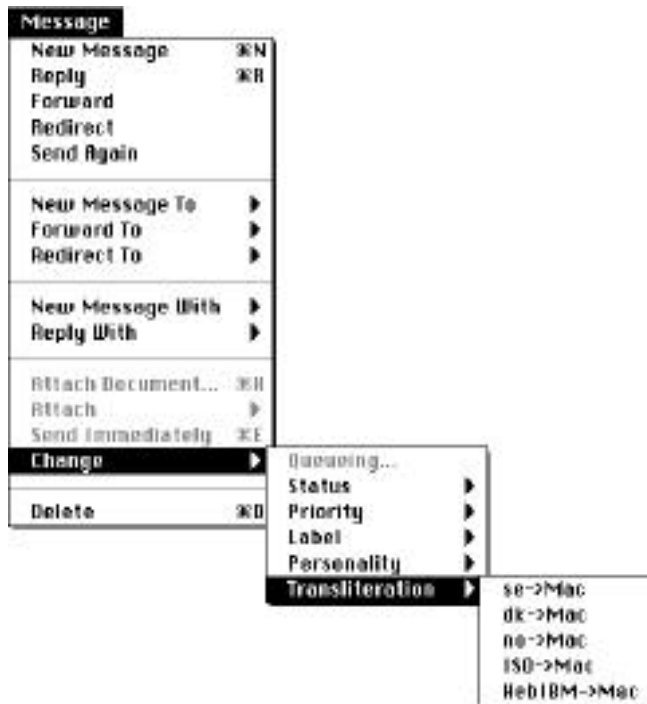 Message
New Message ⌘N
Reply ⌘R
Forward
Redirect
Send Again
New Message To
Forward To
Redirect To
New Message With
Reply With
Attach Document... ⌘H
Attach
Send Immediately ⌘E
Change
Delete ⌘D
Queueing...
Status
Priority
Label
Personality
Transliteration
se->Mac
dk->Mac
no->Mac
ISO->Mac
HebIBM->Mac